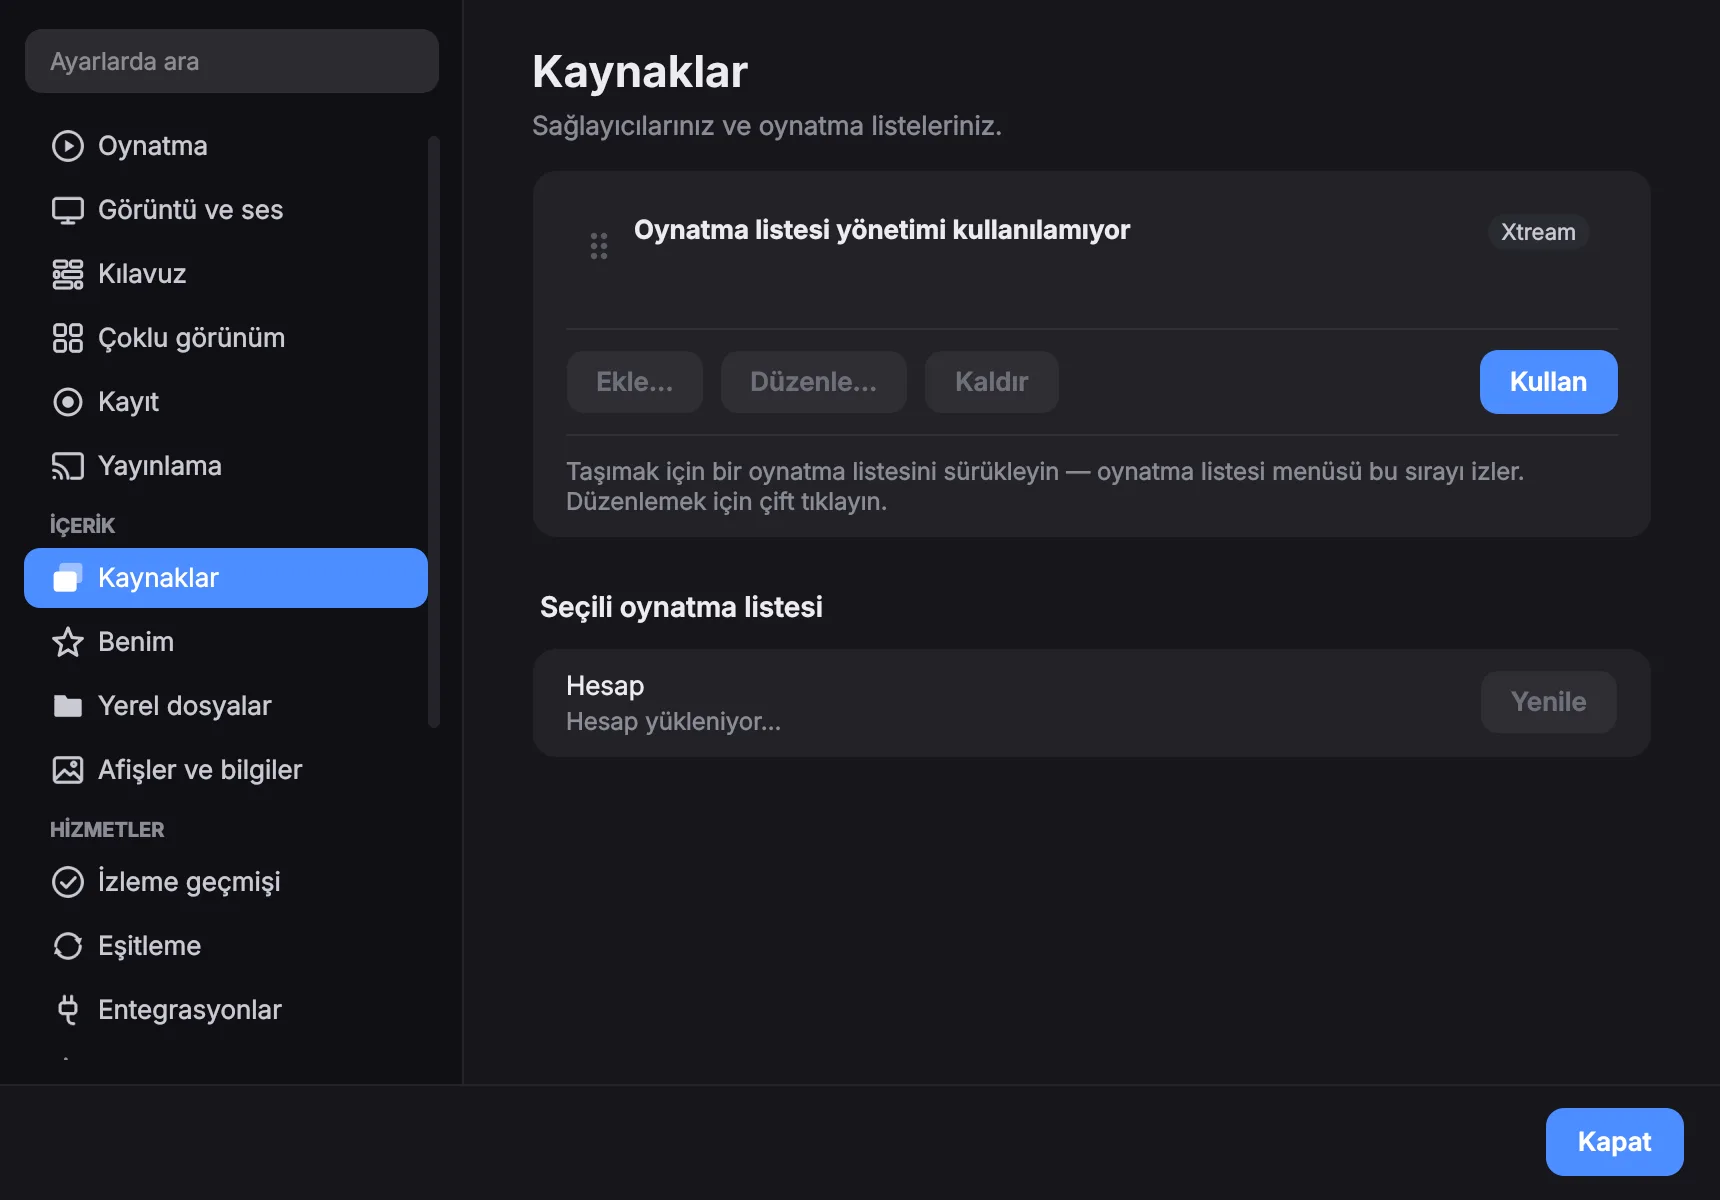 Ayarlarda ara
Oynatma
Görüntü ve ses
Kılavuz
Çoklu görünüm
Kayıt
Yayınlama
İÇERİK
Kaynaklar
Benim
Yerel dosyalar
Afişler ve bilgiler
HİZMETLER
İzleme geçmişi
Eşitleme
Entegrasyonlar
Kaynaklar
Sağlayıcılarınız ve oynatma listeleriniz.
Oynatma listesi yönetimi kullanılamıyor
Xtream
Ekle...
Düzenle...
Kaldır
Kullan
Taşımak için bir oynatma listesini sürükleyin — oynatma listesi menüsü bu sırayı izler.
Düzenlemek için çift tıklayın.
Seçili oynatma listesi
Hesap
Hesap yükleniyor...
Yenile
Kapat